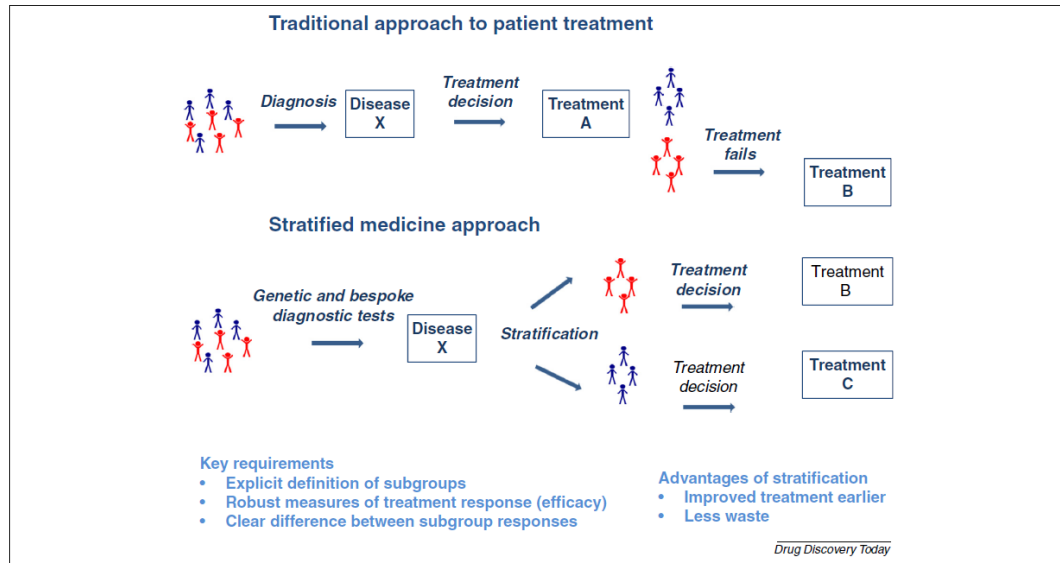 Traditional approach to patient treatment
Diagnosis
Disease
X
Treatment
decision
Treatment
A
Treatment
fails
Treatment
B
Stratified medicine approach
Genetic and bespoke
diagnostic tests
Disease
X
Stratification
Treatment
decision
Treatment
B
Treatment
decision
Treatment
C
Key requirements
• Explicit definition of subgroups
• Robust measures of treatment response (efficacy)
• Clear difference between subgroup responses
Advantages of stratification
• Improved treatment earlier
• Less waste
Drug Discovery Today